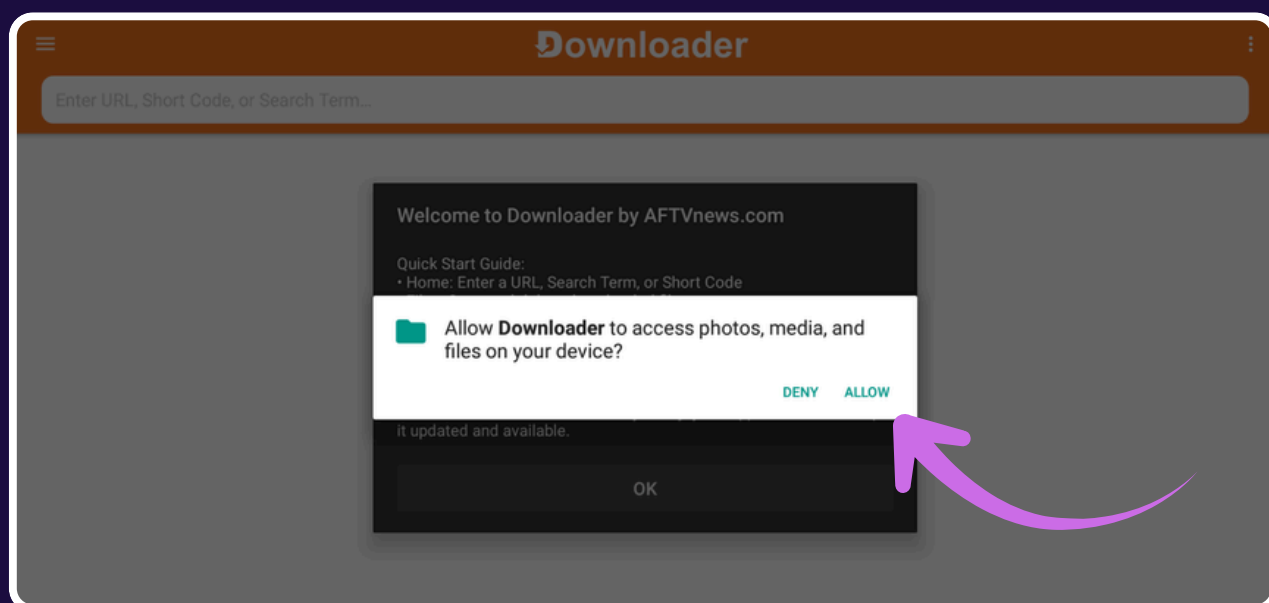 Downloader
Enter URL, Short Code, or Search Term...
Welcome to Downloader by AFTVnews.com
Quick Start Guide:
• Home: Enter a URL, Search Term, or Short Code
Allow Downloader to access photos, media, and
files on your device?
DENY ALLOW
it updated and available.
OK